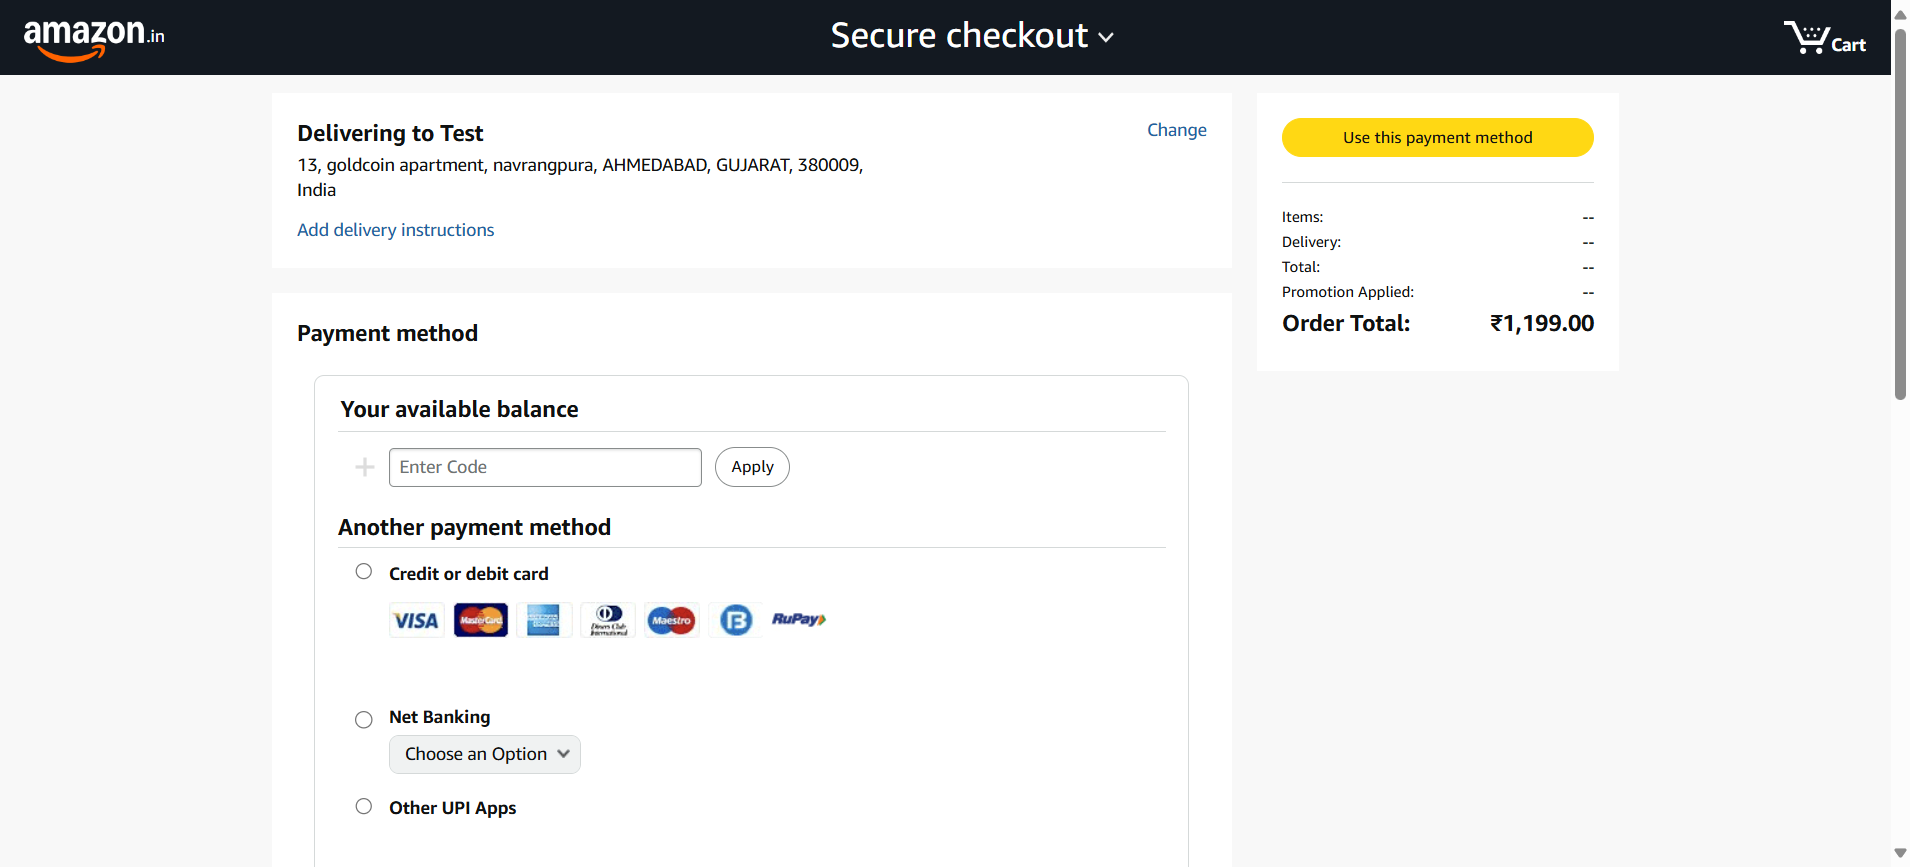 amazon.in
Secure checkout
Cart
Delivering to Test
Change
13, goldcoin apartment, navrangpura, AHMEDABAD, GUJARAT, 380009,
India
Add delivery instructions
Payment method
Your available balance
Enter Code
Apply
Another payment method
Credit or debit card
VISA MasterCard Diners Club International Maestro B RuPay
Net Banking
Choose an Option
Other UPI Apps
Use this payment method
Items: --
Delivery: --
Total: --
Promotion Applied: --
Order Total: ₹1,199.00